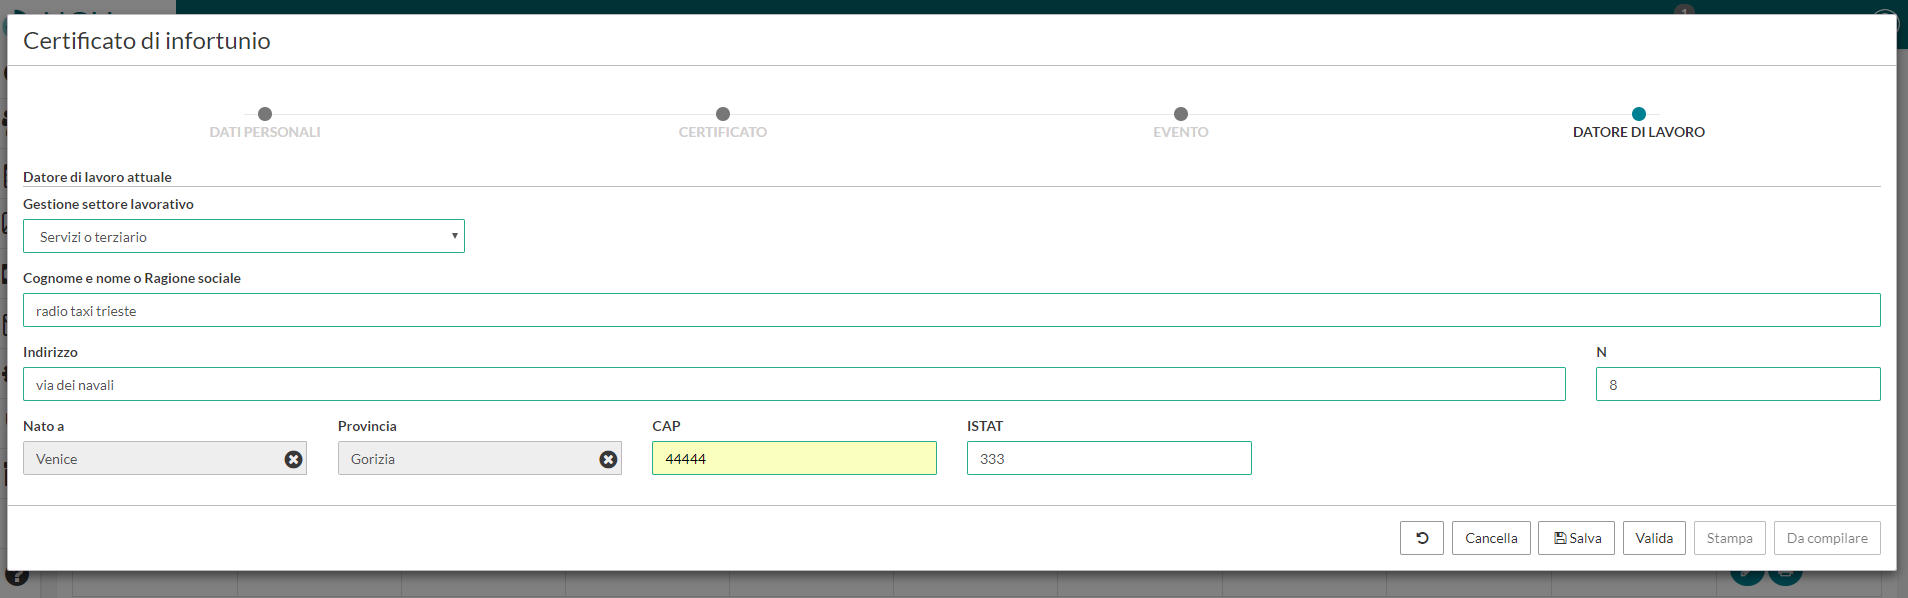 1
Certificato di infortunio
DATI PERSONALI
CERTIFICATO
EVENTO
DATORE DI LAVORO
Datore di lavoro attuale
Gestione settore lavorativo
Servizi o terziario
Cognome e nome o Ragione sociale
radio taxi trieste
Indirizzo N
via dei navali 8
Nato a Provincia CAP ISTAT
Venice Gorizia 44444 333
Cancella Salva Valida Stampa Da compilare
?